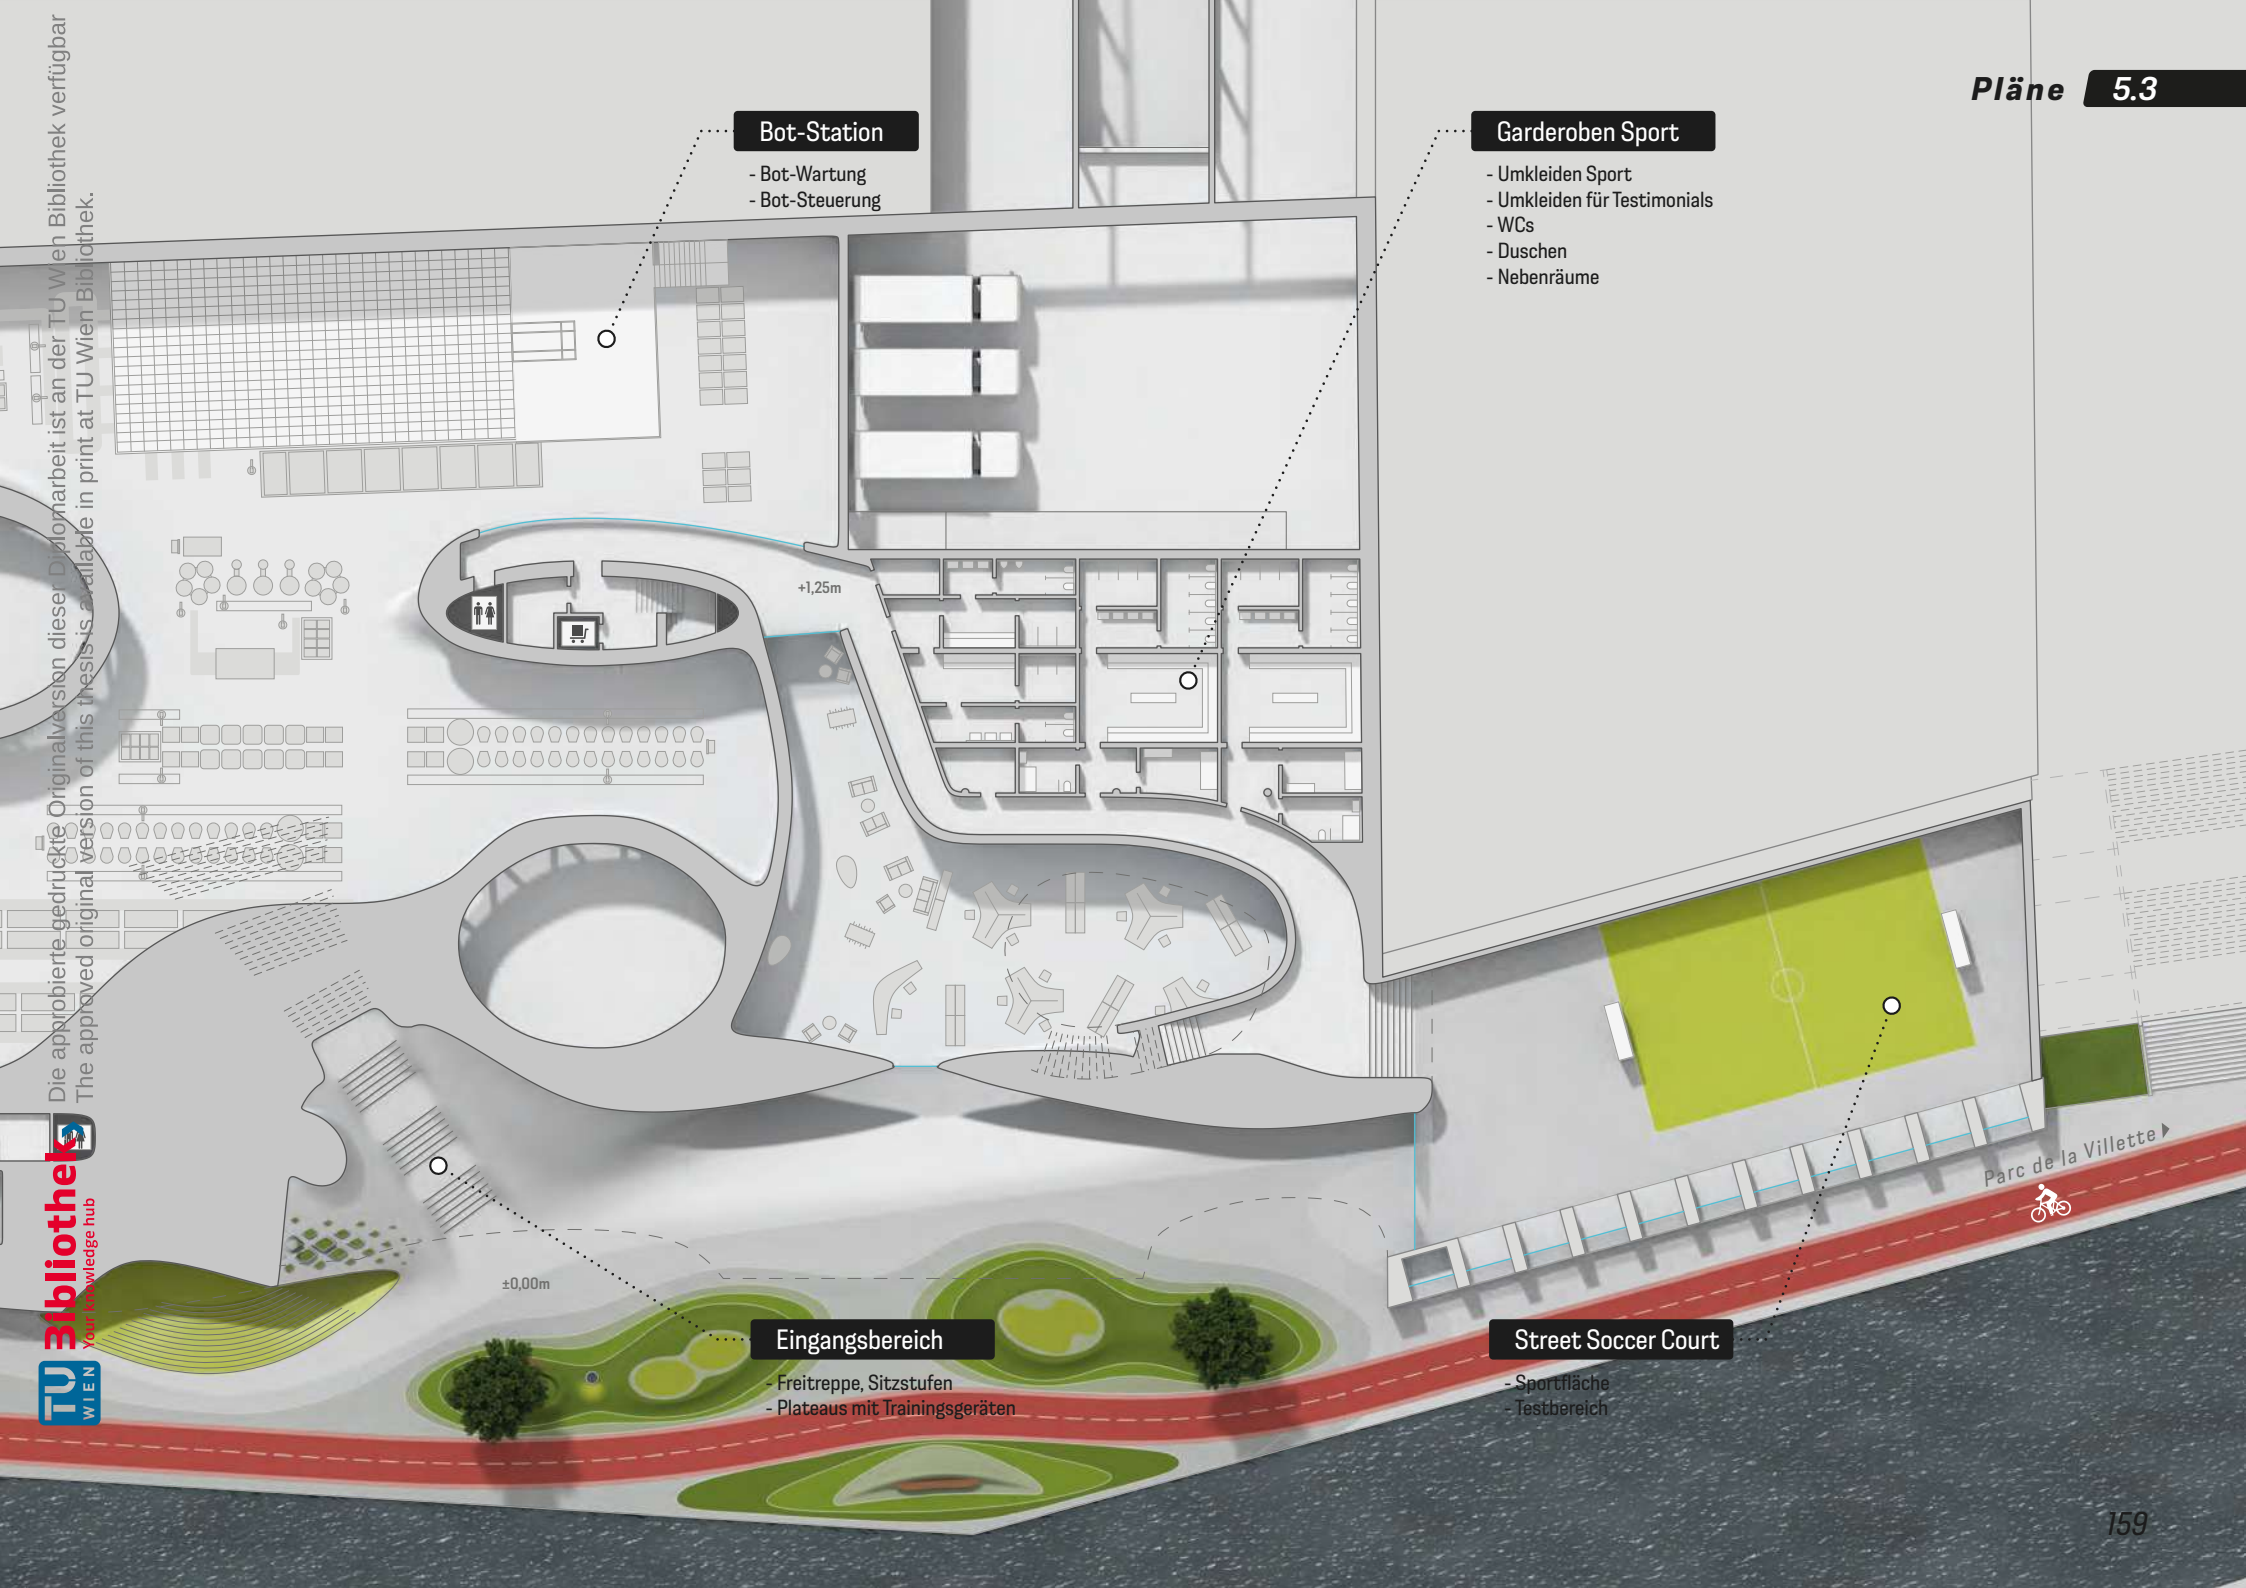 Pläne 5.3
Bot-Station
- Bot-Wartung
- Bot-Steuerung
Garderoben Sport
- Umkleiden Sport
- Umkleiden für Testimonials
- WCs
- Duschen
- Nebenräume
+1,25m
±0,00m
Parc de la Villette
Eingangsbereich
- Freitreppe, Sitzstufen
- Plateaus mit Trainingsgeräten
Street Soccer Court
- Sportfläche
- Testbereich
159
Die approbierte gedruckte Originalversion dieser Diplomarbeit ist an der TU Wien Bibliothek verfügbar
The approved original version of this thesis is available in print at TU Wien Bibliothek.
Bibliothek
Your knowledge hub
TU
WIEN